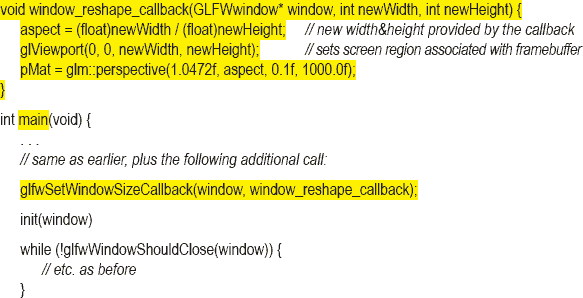 void window_reshape_callback(GLFWwindow* window, int newWidth, int newHeight) {
aspect = (float)newWidth / (float)newHeight; // new width&height provided by the callback
glViewport(0, 0, newWidth, newHeight); // sets screen region associated with framebuffer
pMat = glm::perspective(1.0472f, aspect, 0.1f, 1000.0f);
}
int main(void) {
. . .
// same as earlier, plus the following additional call:
glfwSetWindowSizeCallback(window, window_reshape_callback);
init(window)
while (!glfwWindowShouldClose(window)) {
// etc. as before
}